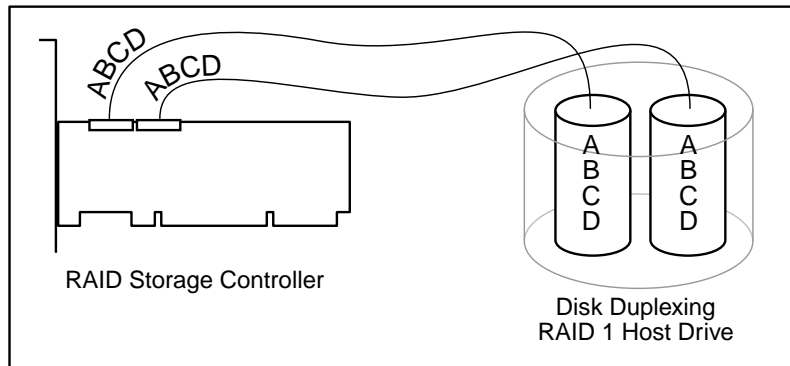 ABCD
ABCD
A
B
C
D
A
B
C
D
RAID Storage Controller
Disk Duplexing
RAID 1 Host Drive